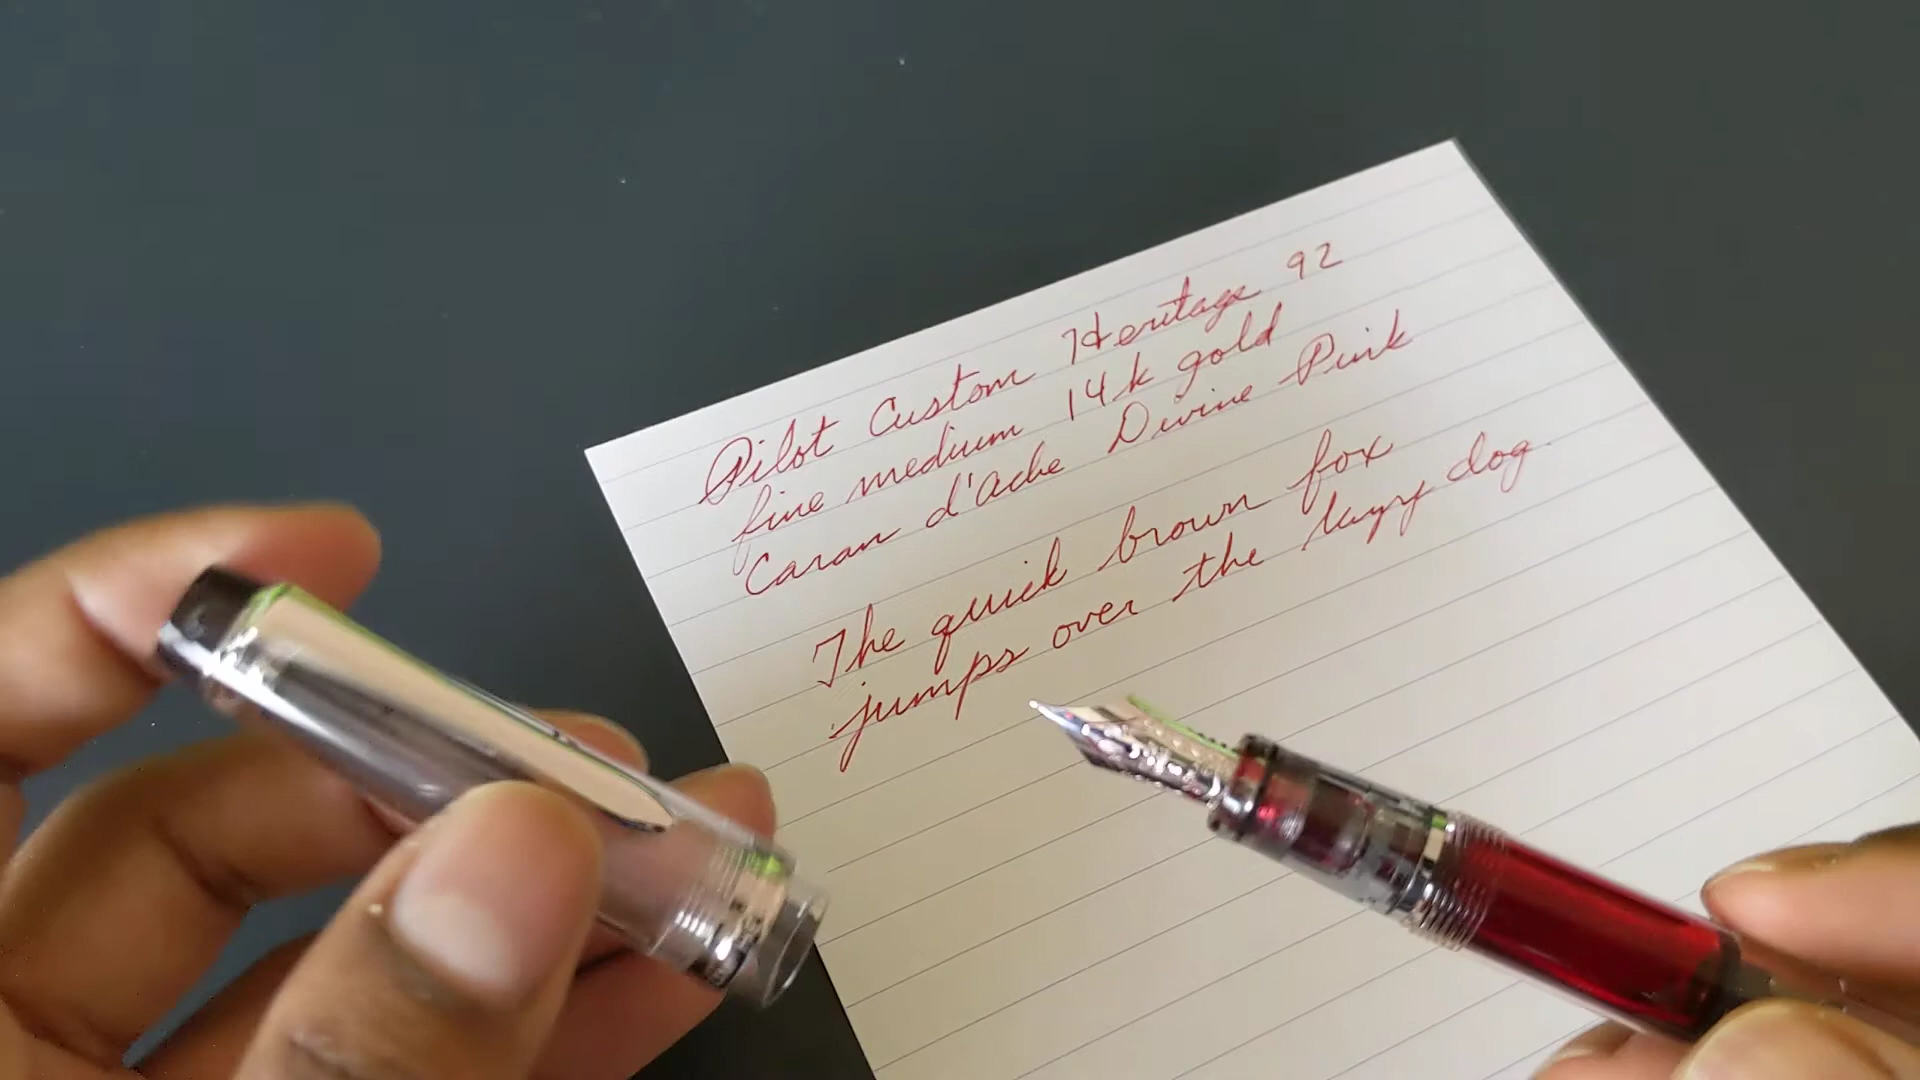 Pilot Custom Heritage 92
fine medium 14k gold
Caran d'Ache Divine Pink
The quick brown fox
jumps over the lazy dog.